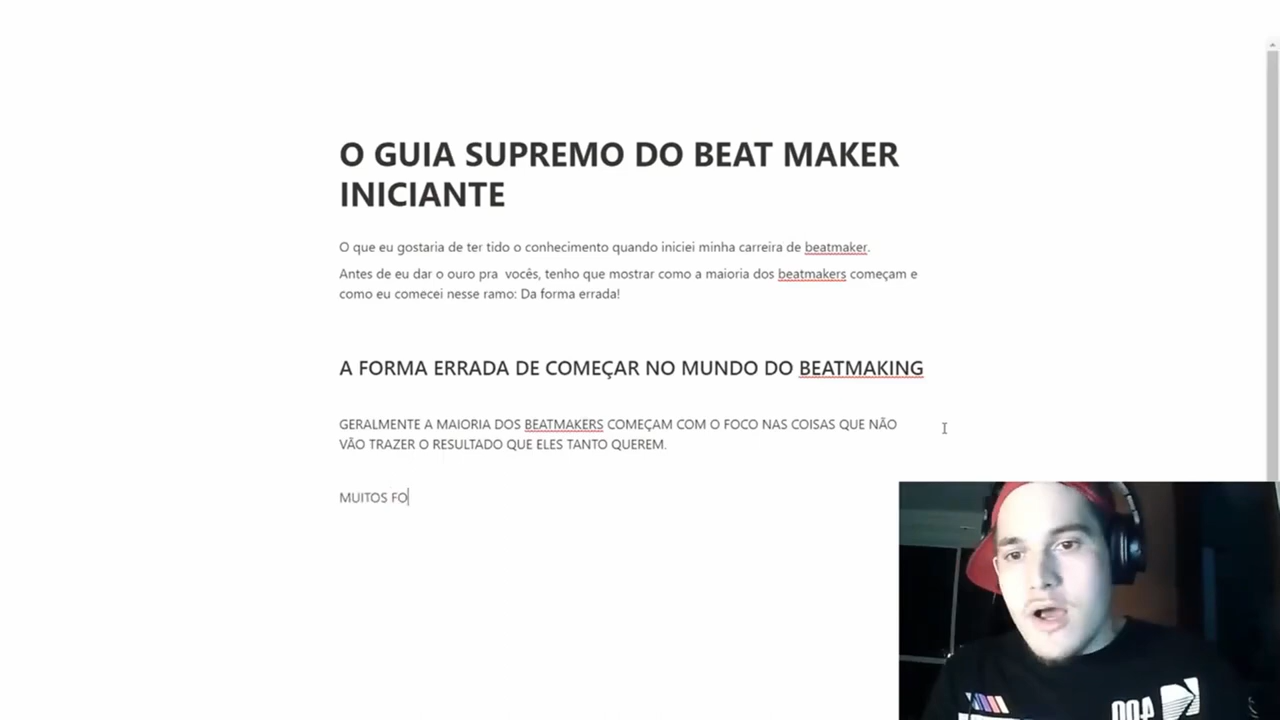 O GUIA SUPREMO DO BEAT MAKER
INICIANTE
O que eu gostaria de ter tido o conhecimento quando iniciei minha carreira de beatmaker.
Antes de eu dar o ouro pra  vocês, tenho que mostrar como a maioria dos beatmakers começam e
como eu comecei nesse ramo: Da forma errada!
A FORMA ERRADA DE COMEÇAR NO MUNDO DO BEATMAKING
GERALMENTE A MAIORIA DOS BEATMAKERS COMEÇAM COM O FOCO NAS COISAS QUE NÃO
VÃO TRAZER O RESULTADO QUE ELES TANTO QUEREM.
MUITOS FO